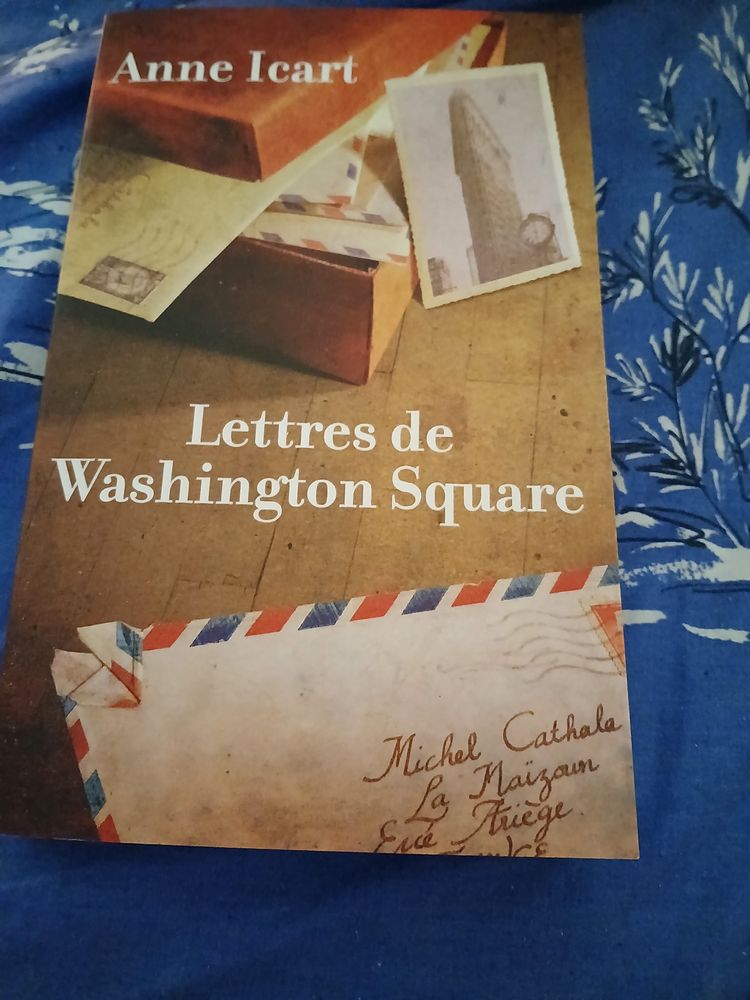 Anne Icart
Lettres de
Washington Square
Michel Cathala
La Maïzoun
Ariège